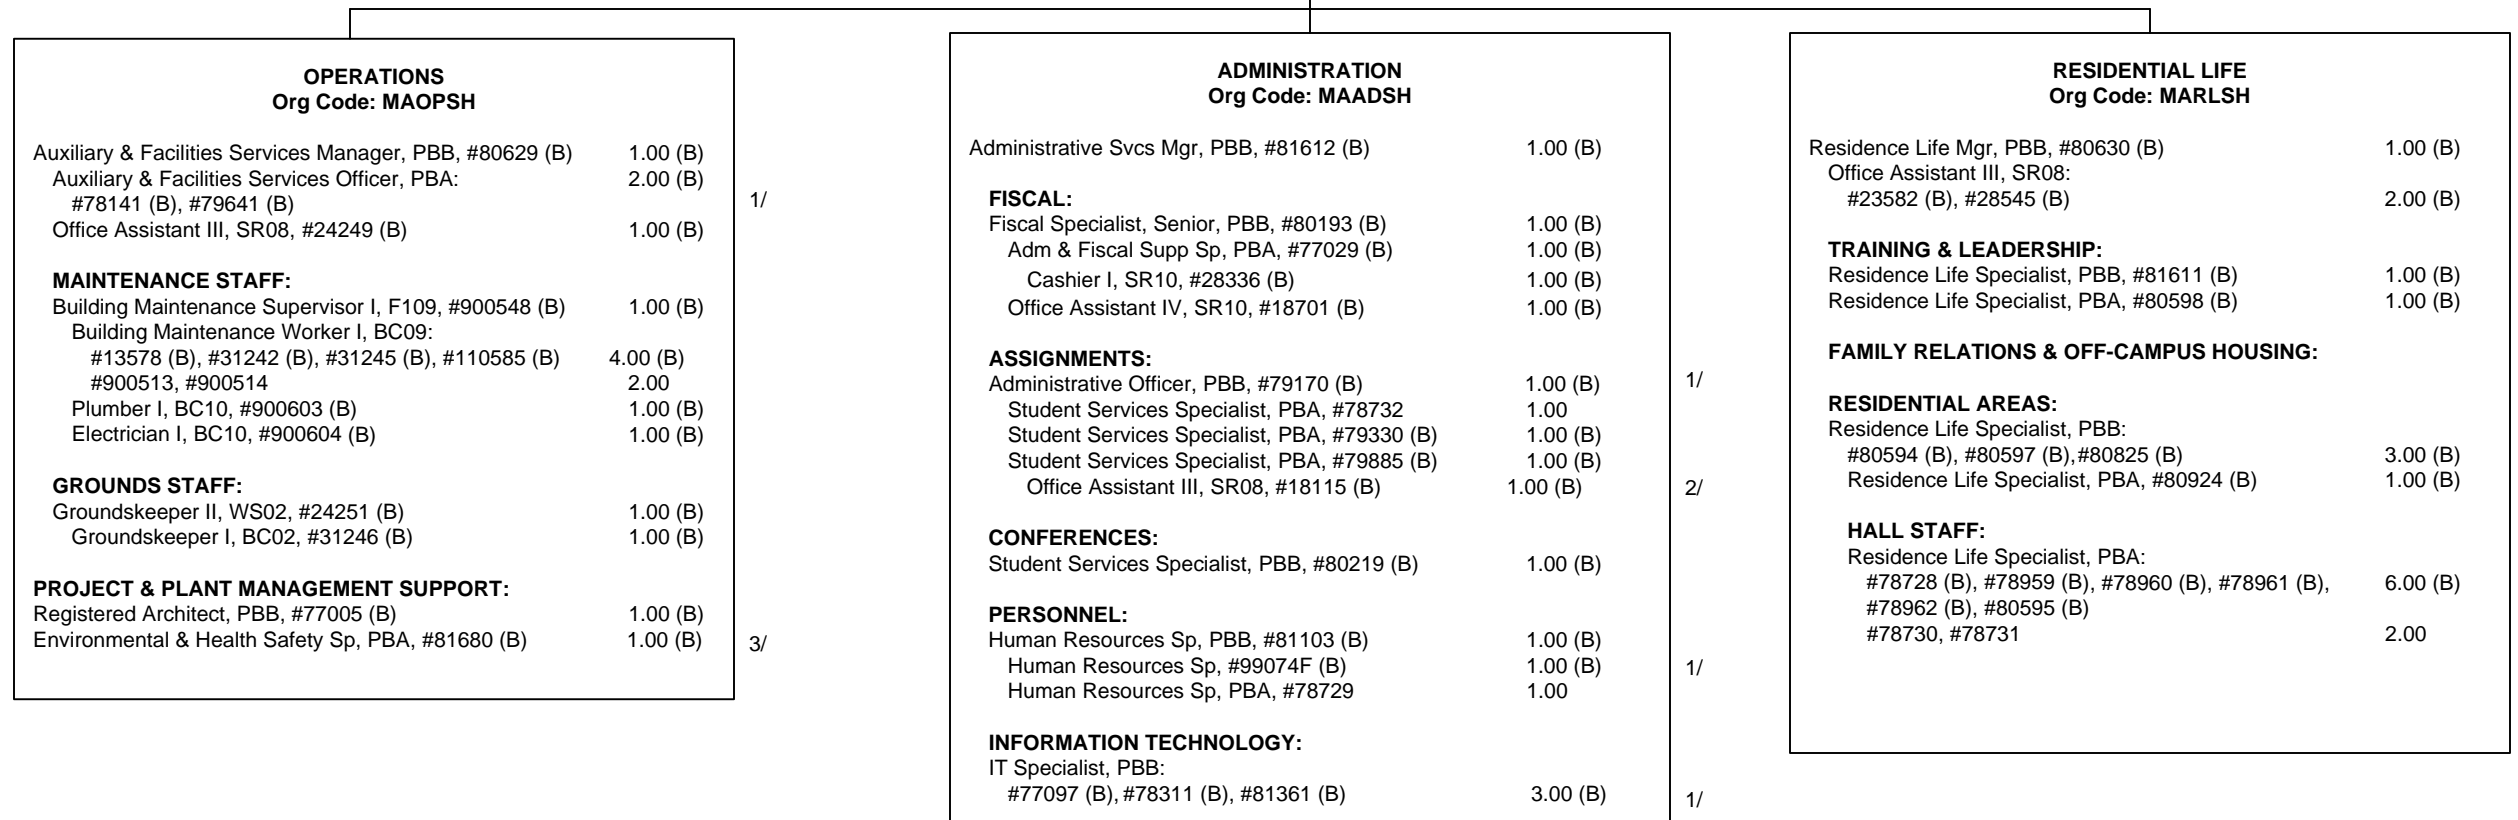 OPERATIONS
Org Code: MAOPSH
Auxiliary & Facilities Services Manager, PBB, #80629 (B) 1.00 (B)
Auxiliary & Facilities Services Officer, PBA: 2.00 (B)
#78141 (B), #79641 (B) 1/
Office Assistant III, SR08, #24249 (B) 1.00 (B)
MAINTENANCE STAFF:
Building Maintenance Supervisor I, F109, #900548 (B) 1.00 (B)
Building Maintenance Worker I, BC09:
#13578 (B), #31242 (B), #31245 (B), #110585 (B) 4.00 (B)
#900513, #900514 2.00
Plumber I, BC10, #900603 (B) 1.00 (B)
Electrician I, BC10, #900604 (B) 1.00 (B)
GROUNDS STAFF:
Groundskeeper II, WS02, #24251 (B) 1.00 (B)
Groundskeeper I, BC02, #31246 (B) 1.00 (B)
PROJECT & PLANT MANAGEMENT SUPPORT:
Registered Architect, PBB, #77005 (B) 1.00 (B)
Environmental & Health Safety Sp, PBA, #81680 (B) 1.00 (B) 3/
ADMINISTRATION
Org Code: MAADSH
Administrative Svcs Mgr, PBB, #81612 (B) 1.00 (B)
FISCAL:
Fiscal Specialist, Senior, PBB, #80193 (B) 1.00 (B)
Adm & Fiscal Supp Sp, PBA, #77029 (B) 1.00 (B)
Cashier I, SR10, #28336 (B) 1.00 (B)
Office Assistant IV, SR10, #18701 (B) 1.00 (B)
ASSIGNMENTS:
Administrative Officer, PBB, #79170 (B) 1.00 (B) 1/
Student Services Specialist, PBA, #78732 1.00
Student Services Specialist, PBA, #79330 (B) 1.00 (B)
Student Services Specialist, PBA, #79885 (B) 1.00 (B)
Office Assistant III, SR08, #18115 (B) 1.00 (B) 2/
CONFERENCES:
Student Services Specialist, PBB, #80219 (B) 1.00 (B)
PERSONNEL:
Human Resources Sp, PBB, #81103 (B) 1.00 (B)
Human Resources Sp, #99074F (B) 1.00 (B) 1/
Human Resources Sp, PBA, #78729 1.00
INFORMATION TECHNOLOGY:
IT Specialist, PBB:
#77097 (B), #78311 (B), #81361 (B) 3.00 (B) 1/
RESIDENTIAL LIFE
Org Code: MARLSH
Residence Life Mgr, PBB, #80630 (B) 1.00 (B)
Office Assistant III, SR08:
#23582 (B), #28545 (B) 2.00 (B)
TRAINING & LEADERSHIP:
Residence Life Specialist, PBB, #81611 (B) 1.00 (B)
Residence Life Specialist, PBA, #80598 (B) 1.00 (B)
FAMILY RELATIONS & OFF-CAMPUS HOUSING:
RESIDENTIAL AREAS:
Residence Life Specialist, PBB:
#80594 (B), #80597 (B),#80825 (B) 3.00 (B)
Residence Life Specialist, PBA, #80924 (B) 1.00 (B)
HALL STAFF:
Residence Life Specialist, PBA:
#78728 (B), #78959 (B), #78960 (B), #78961 (B), 6.00 (B)
#78962 (B), #80595 (B)
#78730, #78731 2.00